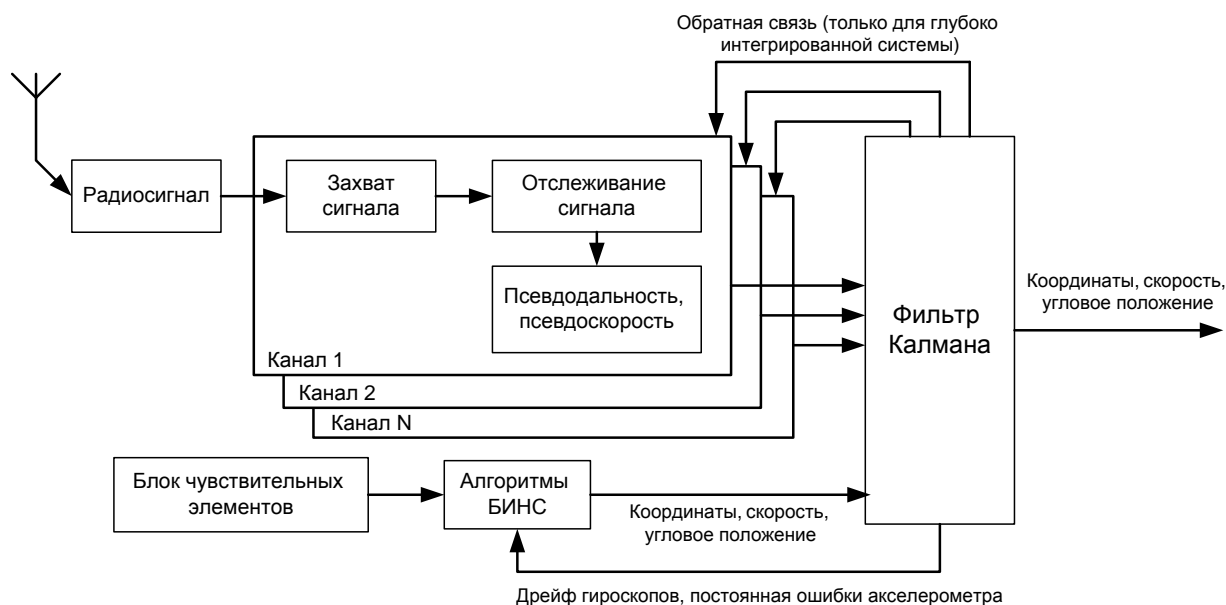 Обратная связь (только для глубоко
интегрированной системы)
Радиосигнал
Захват
сигнала
Отслеживание
сигнала
Псевдодальность,
псевдоскорость
Канал 1
Канал 2
Канал N
Фильтр
Калмана
Координаты, скорость,
угловое положение
Блок чувствительных
элементов
Алгоритмы
БИНС
Координаты, скорость,
угловое положение
Дрейф гироскопов, постоянная ошибки акселерометра